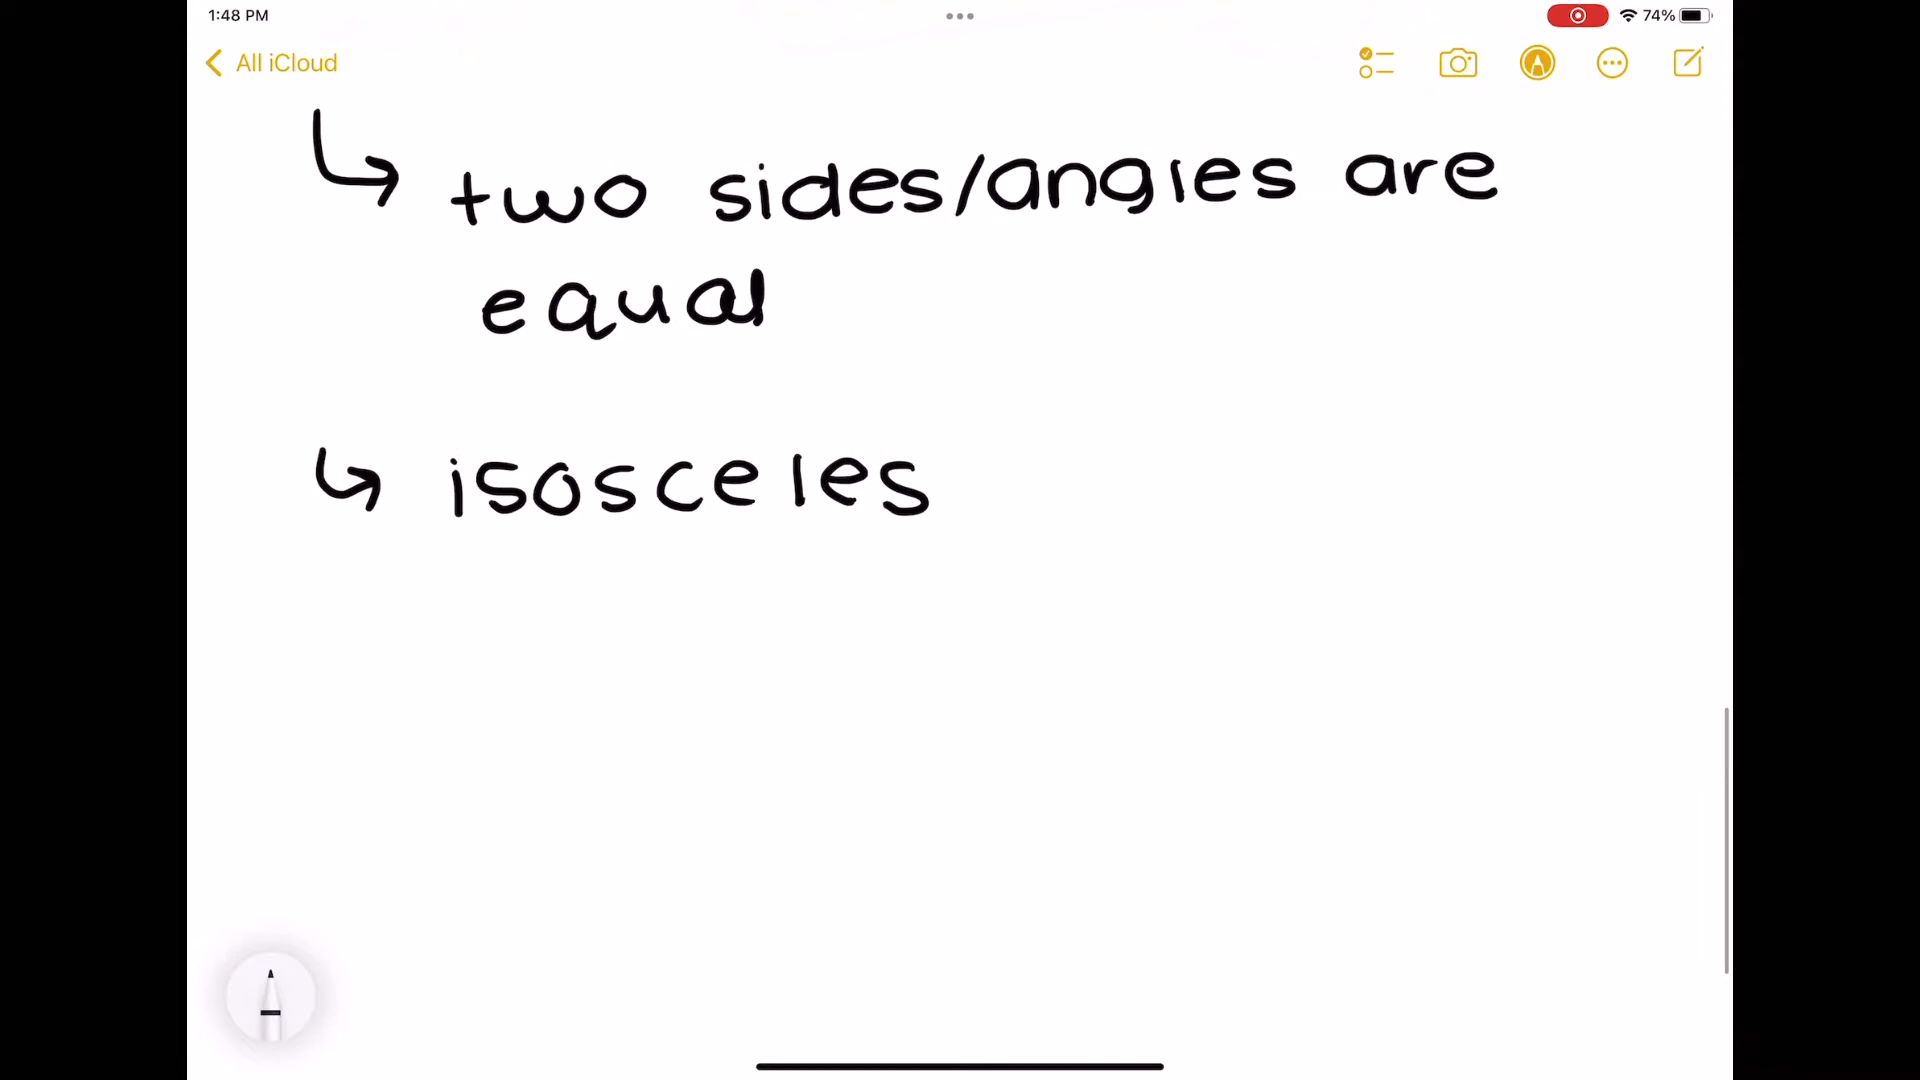 1:48 PM
74%
All iCloud
↳ two sides/angles are
equal
↳ isosceles